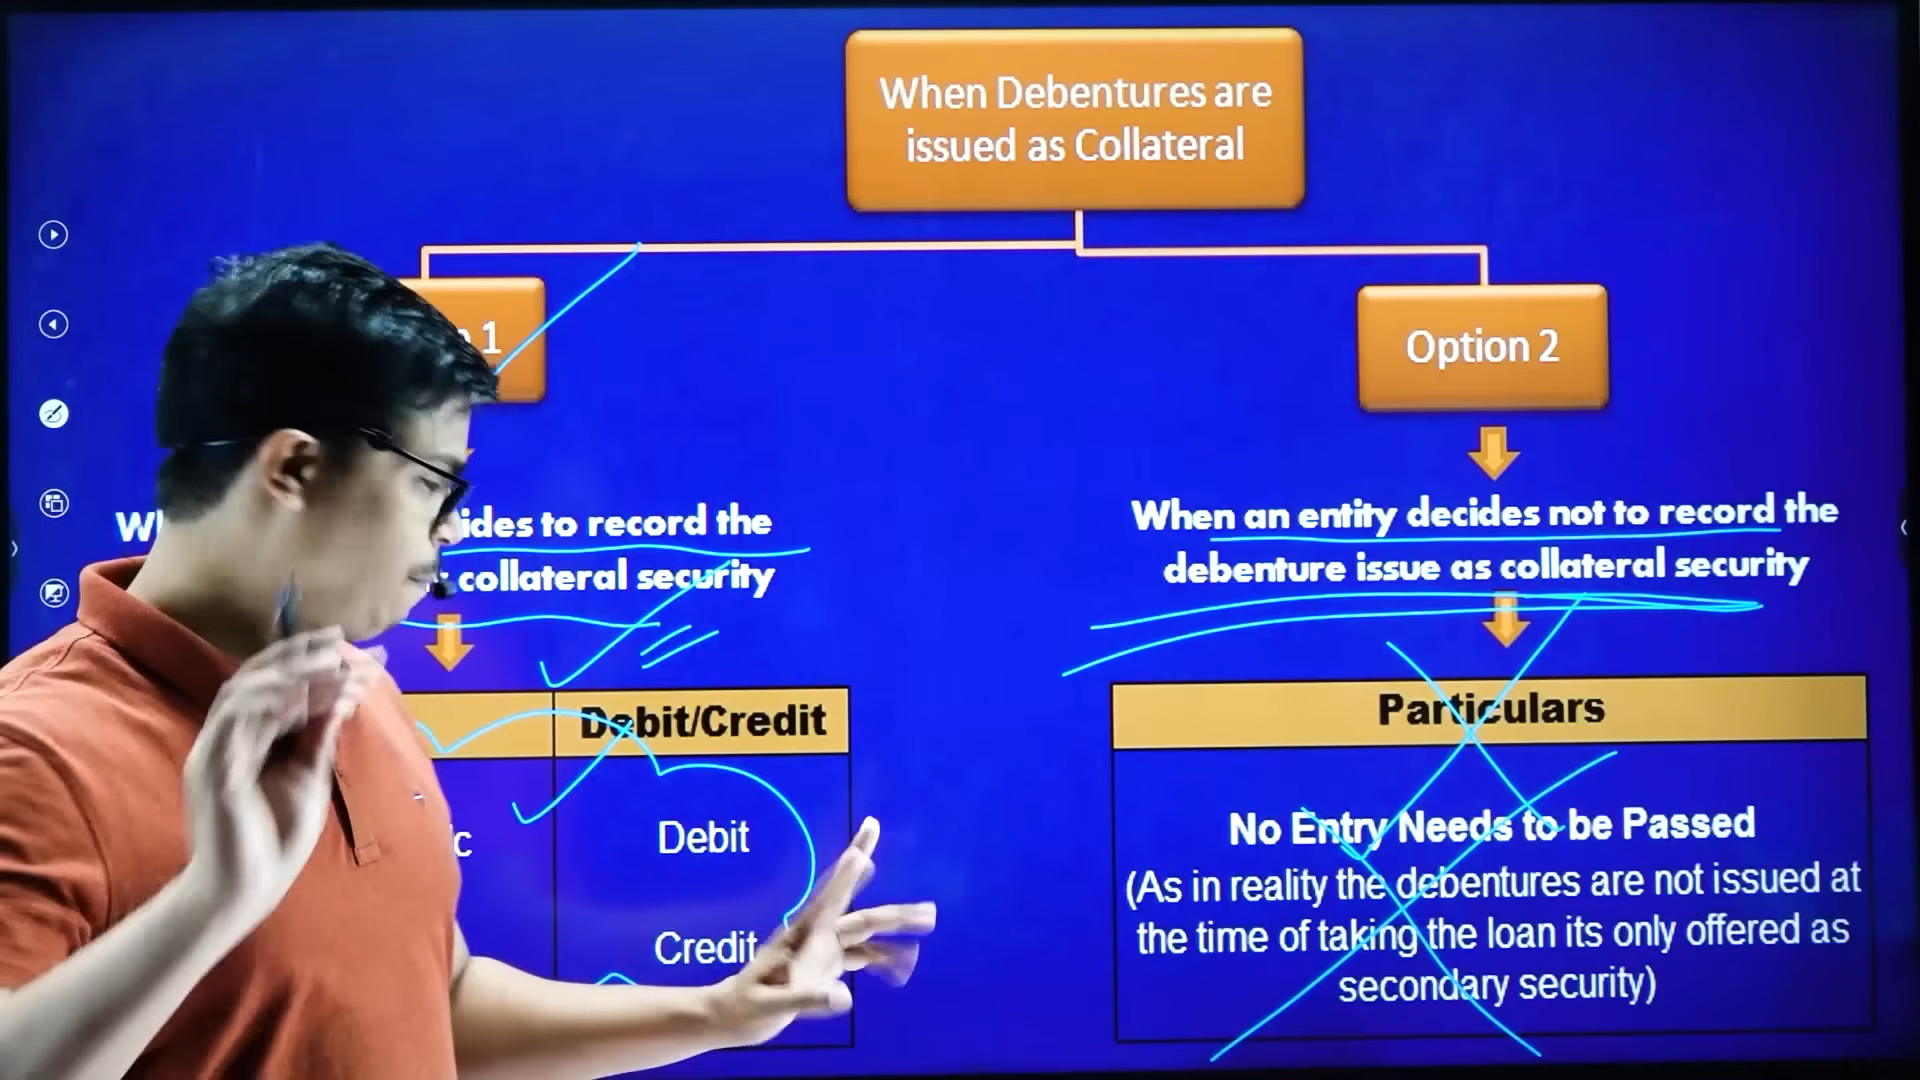 When Debentures are
issued as Collateral
1
Option 2
ides to record the
collateral security
When an entity decides not to record the
debenture issue as collateral security
Debit/Credit
Debit
Credit
Particulars
No Entry Needs to be Passed
(As in reality the debentures are not issued at
the time of taking the loan its only offered as
secondary security)